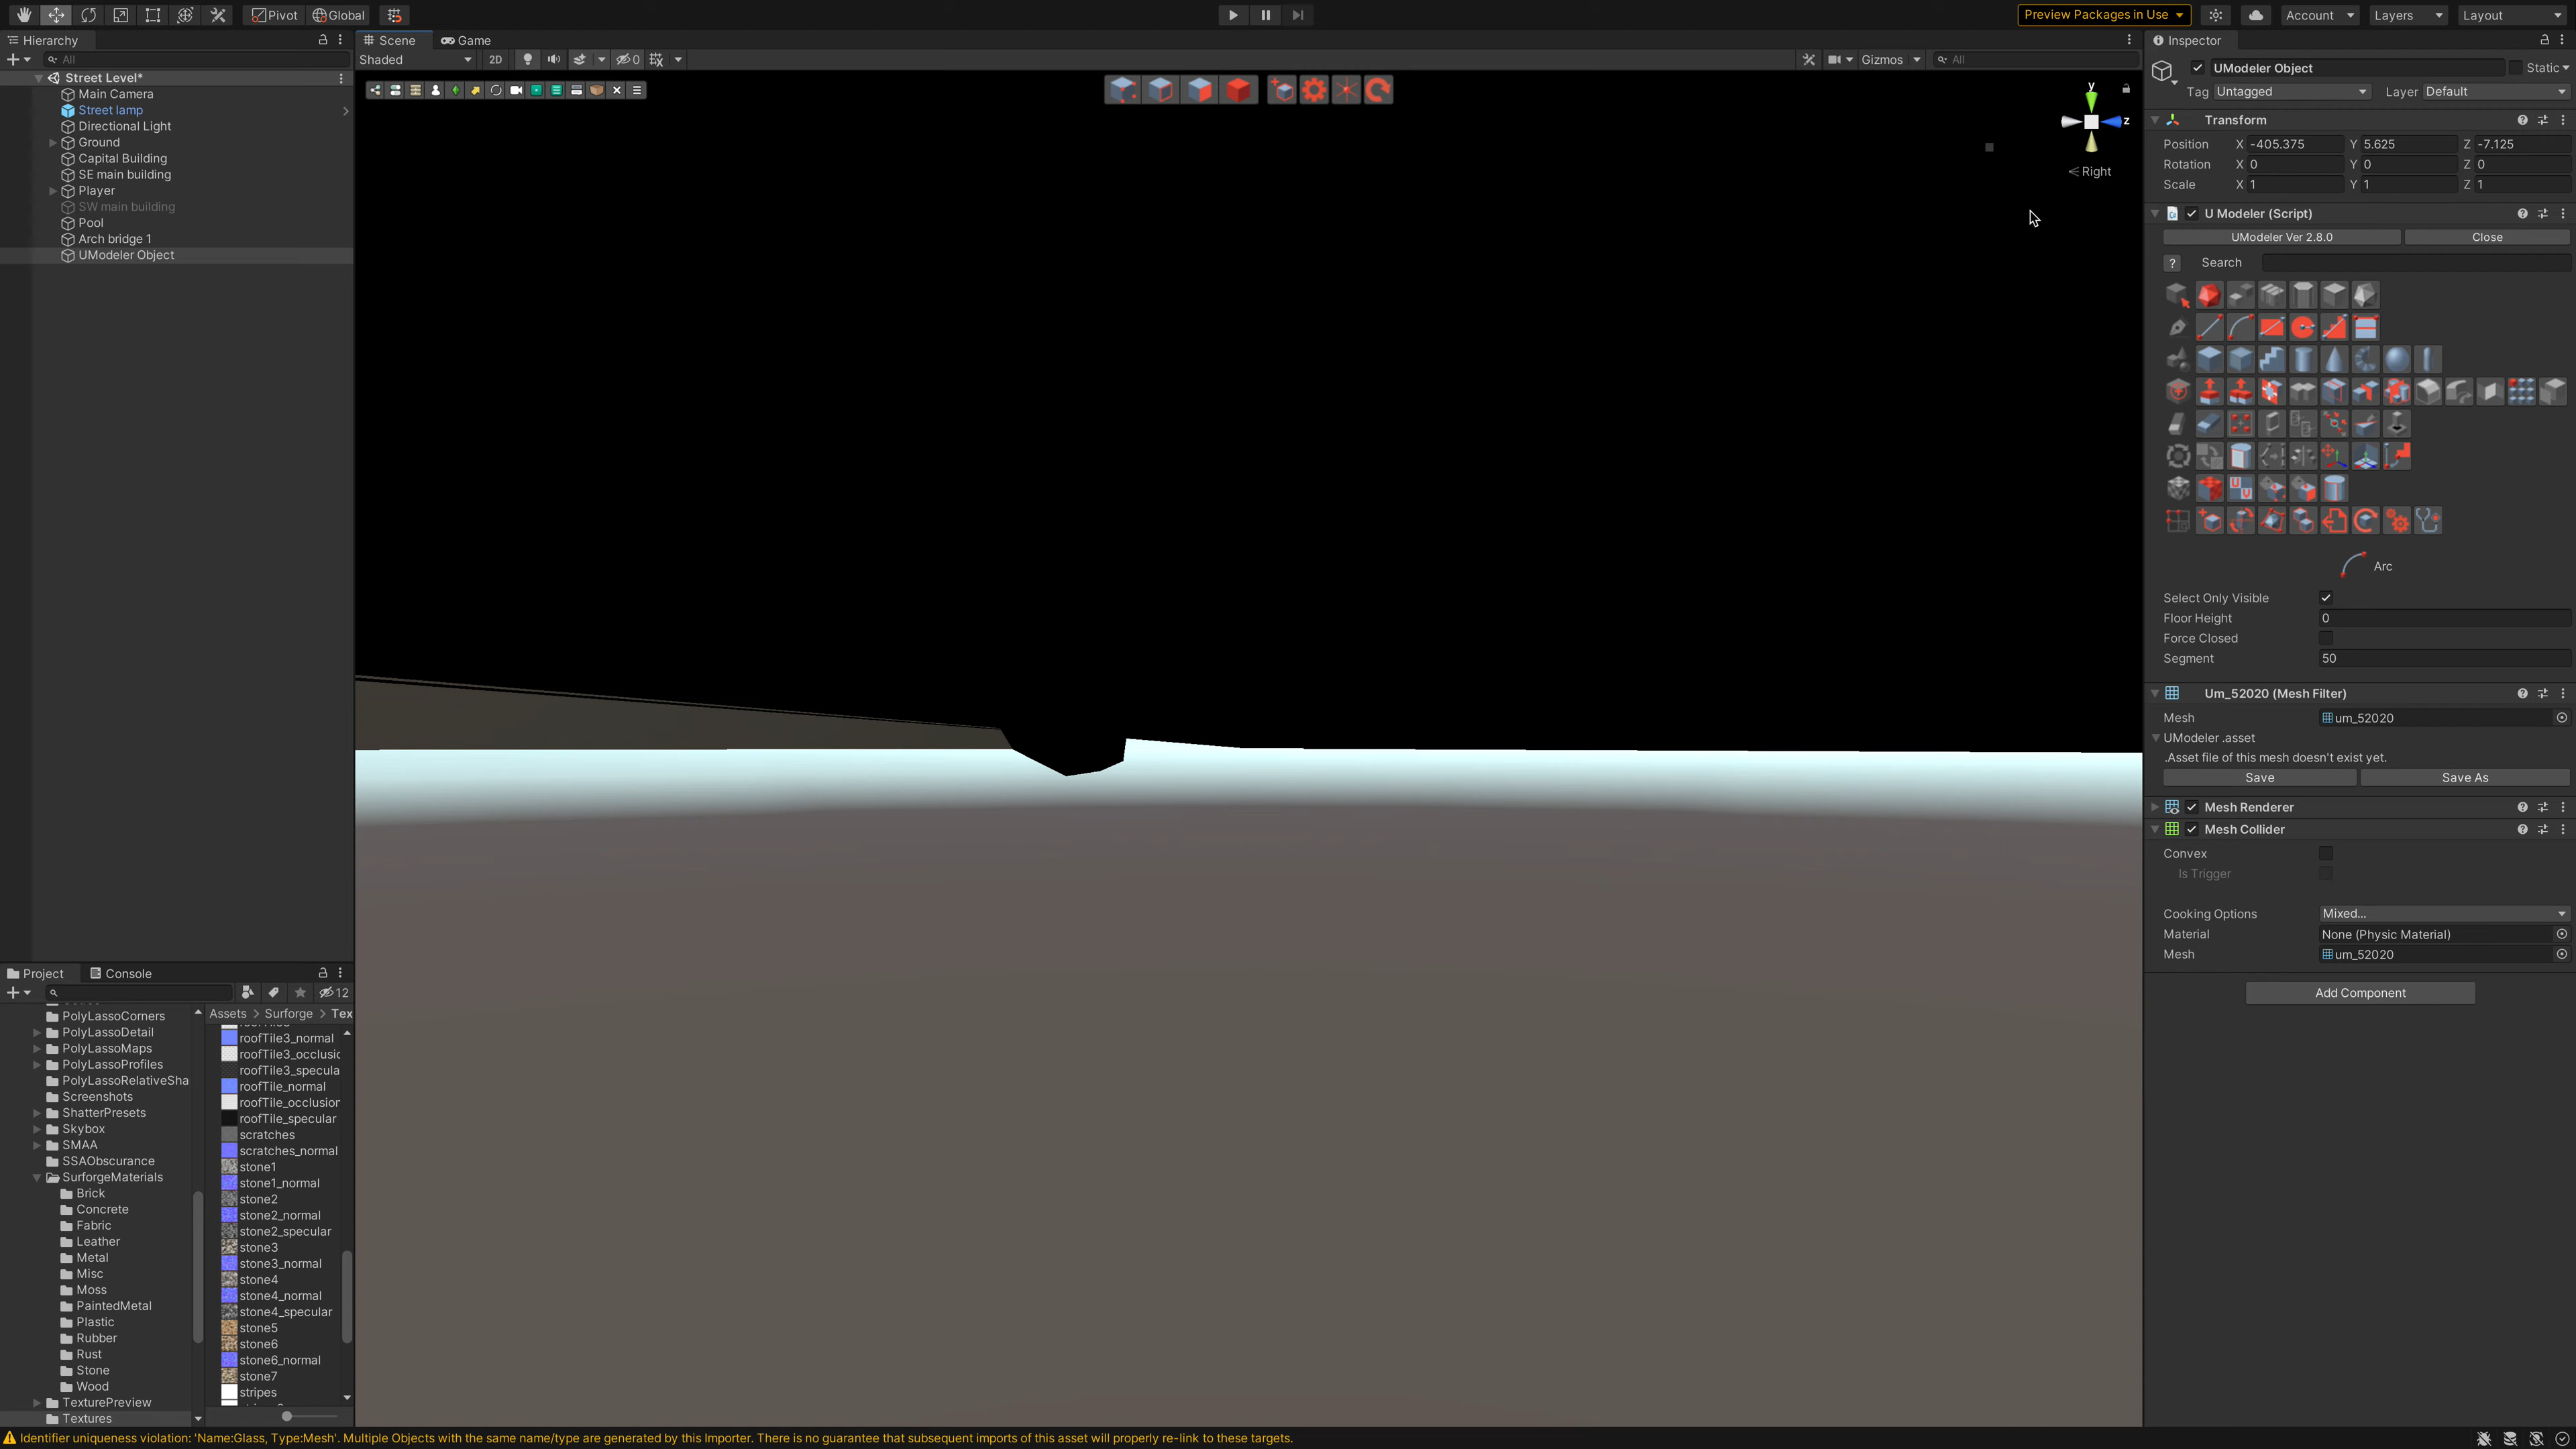 Pivot Global Preview Packages in Use Account Layers Layout
Hierarchy
All
Street Level*
Main Camera
Street lamp
Directional Light
Ground
Capital Building
SE main building
Player
SW main building
Pool
Arch bridge 1
UModeler Object
Scene Game
Shaded 2D 0 Gizmos All
y
z
Right
Project Console
12
PolyLassoCorners
PolyLassoDetail
PolyLassoMaps
PolyLassoProfiles
PolyLassoRelativeSha
Screenshots
ShatterPresets
Skybox
SMAA
SSAObscurance
SurforgeMaterials
Brick
Concrete
Fabric
Leather
Metal
Misc
Moss
PaintedMetal
Plastic
Rubber
Rust
Stone
Wood
TexturePreview
Textures
Assets > Surforge > Tex
roofTile3_normal
roofTile3_occlusic
roofTile3_specula
roofTile_normal
roofTile_occlusion
roofTile_specular
scratches
scratches_normal
stone1
stone1_normal
stone2
stone2_normal
stone2_specular
stone3
stone3_normal
stone4
stone4_normal
stone4_specular
stone5
stone6
stone6_normal
stone7
stripes
Inspector
UModeler Object Static
Tag Untagged Layer Default
Transform
Position X -405.375 Y 5.625 Z -7.125
Rotation X 0 Y 0 Z 0
Scale X 1 Y 1 Z 1
U Modeler (Script)
UModeler Ver 2.8.0 Close
? Search
Arc
Select Only Visible
Floor Height 0
Force Closed
Segment 50
Um_52020 (Mesh Filter)
Mesh um_52020
UModeler .asset
.Asset file of this mesh doesn't exist yet.
Save Save As
Mesh Renderer
Mesh Collider
Convex
Is Trigger
Cooking Options Mixed...
Material None (Physic Material)
Mesh um_52020
Add Component
Identifier uniqueness violation: 'Name:Glass, Type:Mesh'. Multiple Objects with the same name/type are generated by this Importer. There is no guarantee that subsequent imports of this asset will properly re-link to these targets.